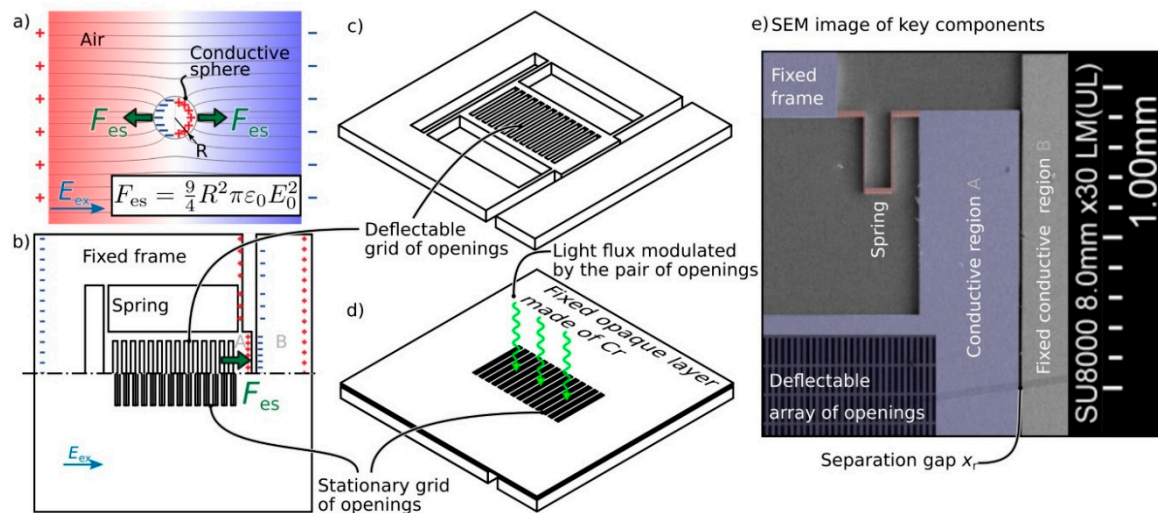 a)
Air
Conductive
sphere
F_es
F_es
R
E_ex
F_es = 9/4 R²πε₀E₀²
b)
Fixed frame
Spring
A
B
F_es
E_ex
c)
Deflectable
grid of openings
Light flux modulated
by the pair of openings
d)
Fixed opaque layer
made of Cr
Stationary grid
of openings
e) SEM image of key components
Fixed
frame
Spring
Conductive region A
Fixed conductive region B
Deflectable
array of openings
SU8000 8.0mm x30 LM(UL)
1.00mm
Separation gap x_r